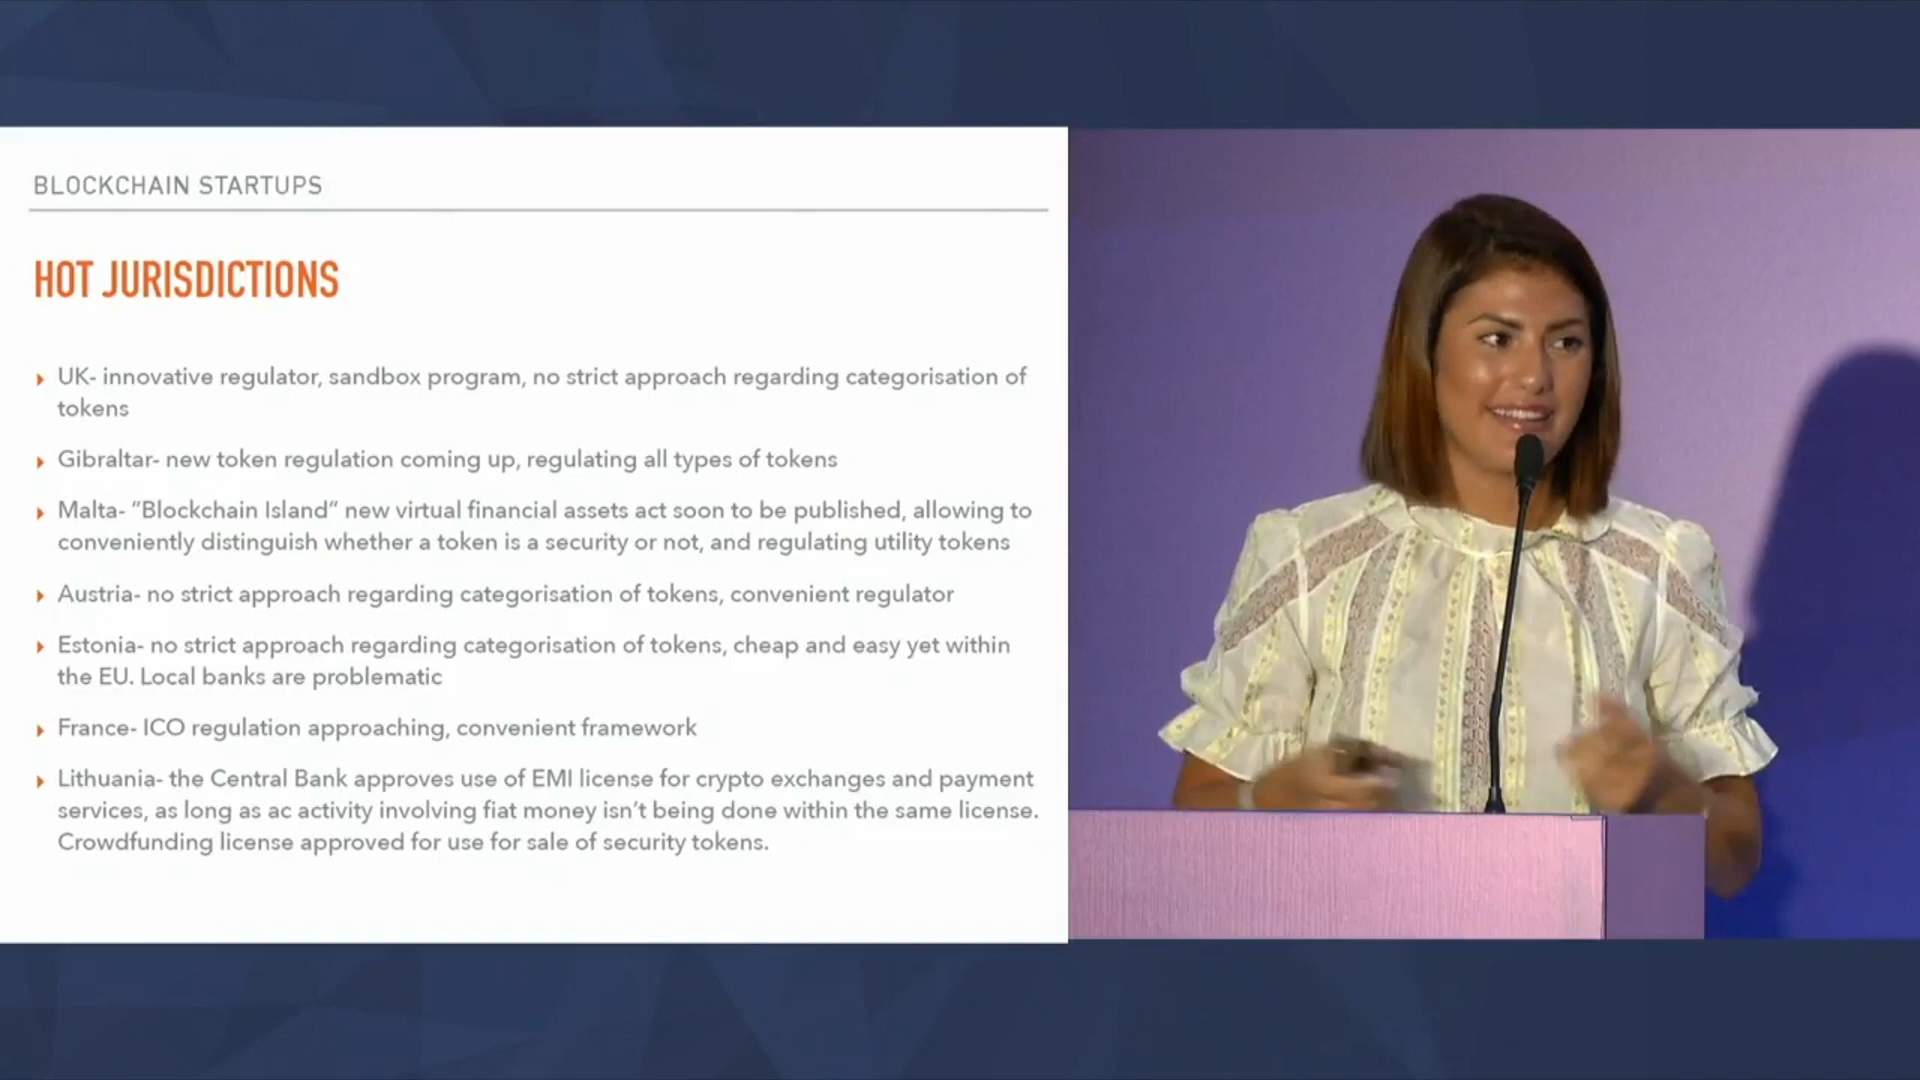 BLOCKCHAIN STARTUPS
HOT JURISDICTIONS
UK- innovative regulator, sandbox program, no strict approach regarding categorisation of
tokens
Gibraltar- new token regulation coming up, regulating all types of tokens
Malta- “Blockchain Island” new virtual financial assets act soon to be published, allowing to
conveniently distinguish whether a token is a security or not, and regulating utility tokens
Austria- no strict approach regarding categorisation of tokens, convenient regulator
Estonia- no strict approach regarding categorisation of tokens, cheap and easy yet within
the EU. Local banks are problematic
France- ICO regulation approaching, convenient framework
Lithuania- the Central Bank approves use of EMI license for crypto exchanges and payment
services, as long as ac activity involving fiat money isn’t being done within the same license.
Crowdfunding license approved for use for sale of security tokens.